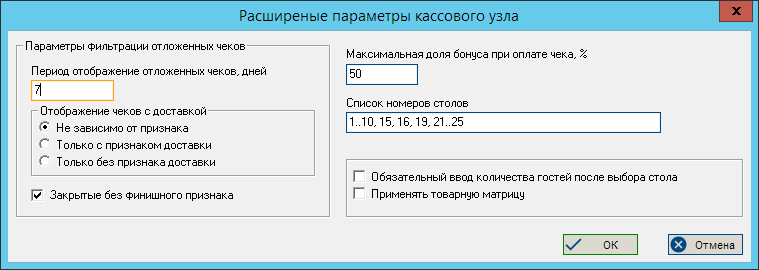 Расширеные параметры кассового узла
Параметры фильтрации отложенных чеков
Период отображение отложенных чеков, дней
7
Отображение чеков с доставкой
Не зависимо от признака
Только с признаком доставки
Только без признака доставки
Закрытые без финишного признака
Максимальная доля бонуса при оплате чека, %
50
Список номеров столов
1..10, 15, 16, 19, 21..25
Обязательный ввод количества гостей после выбора стола
Применять товарную матрицу
ОК
Отмена